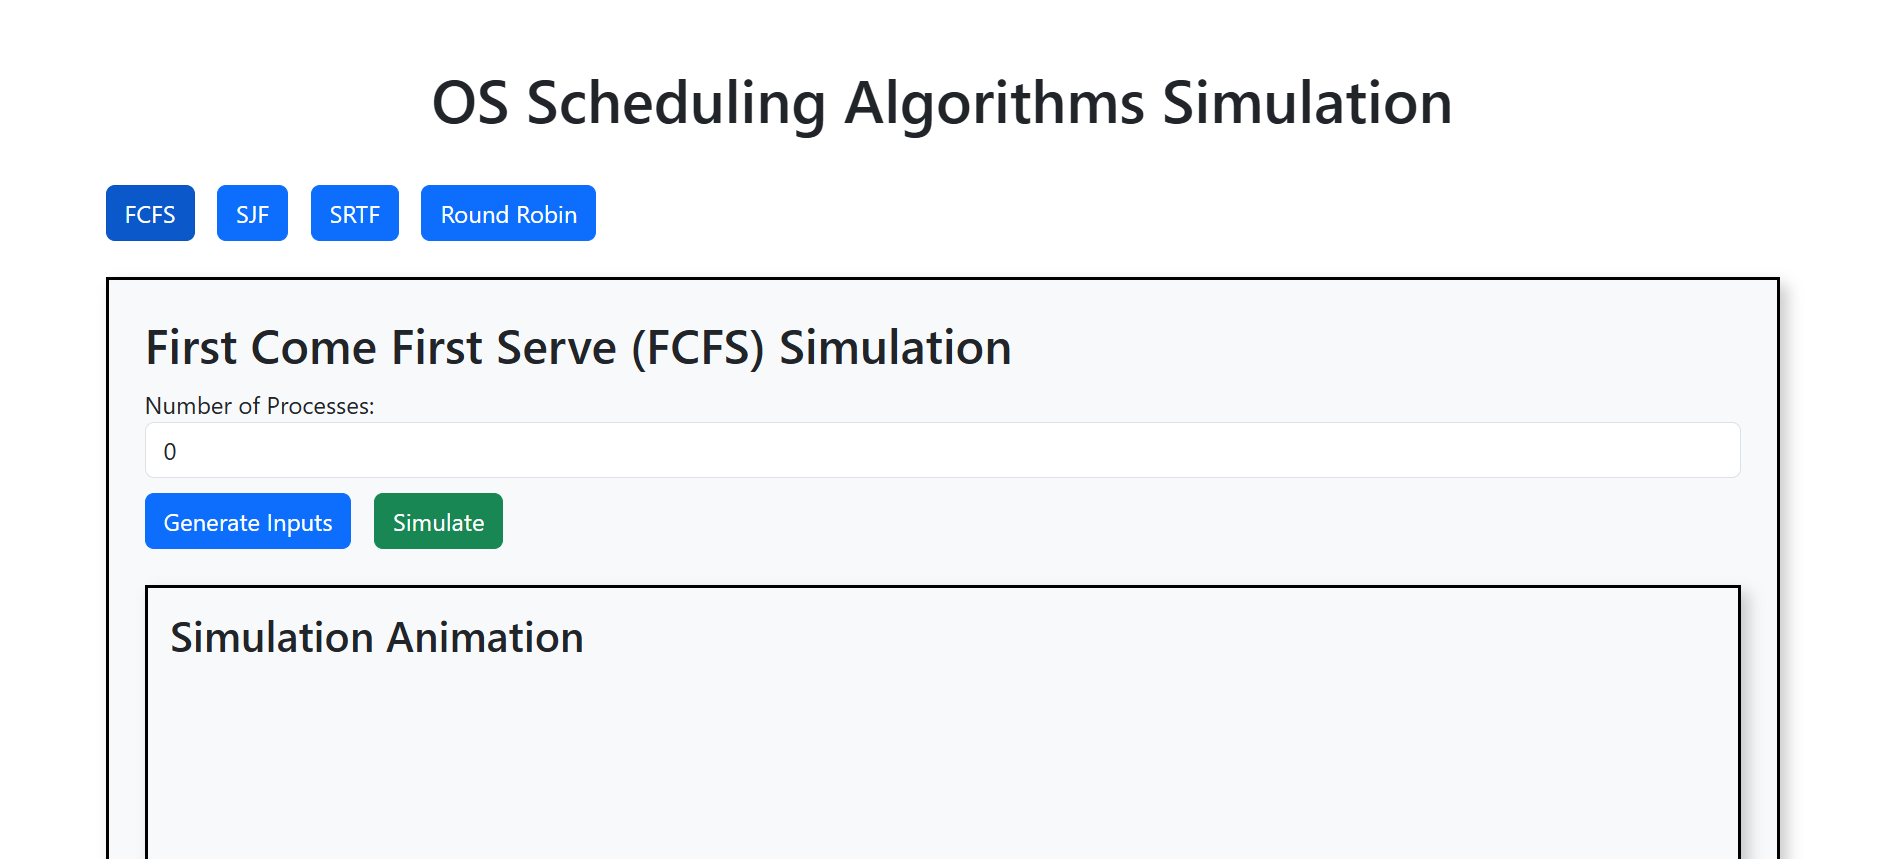 OS Scheduling Algorithms Simulation
FCFS SJF SRTF Round Robin
First Come First Serve (FCFS) Simulation
Number of Processes:
0
Generate Inputs Simulate
Simulation Animation